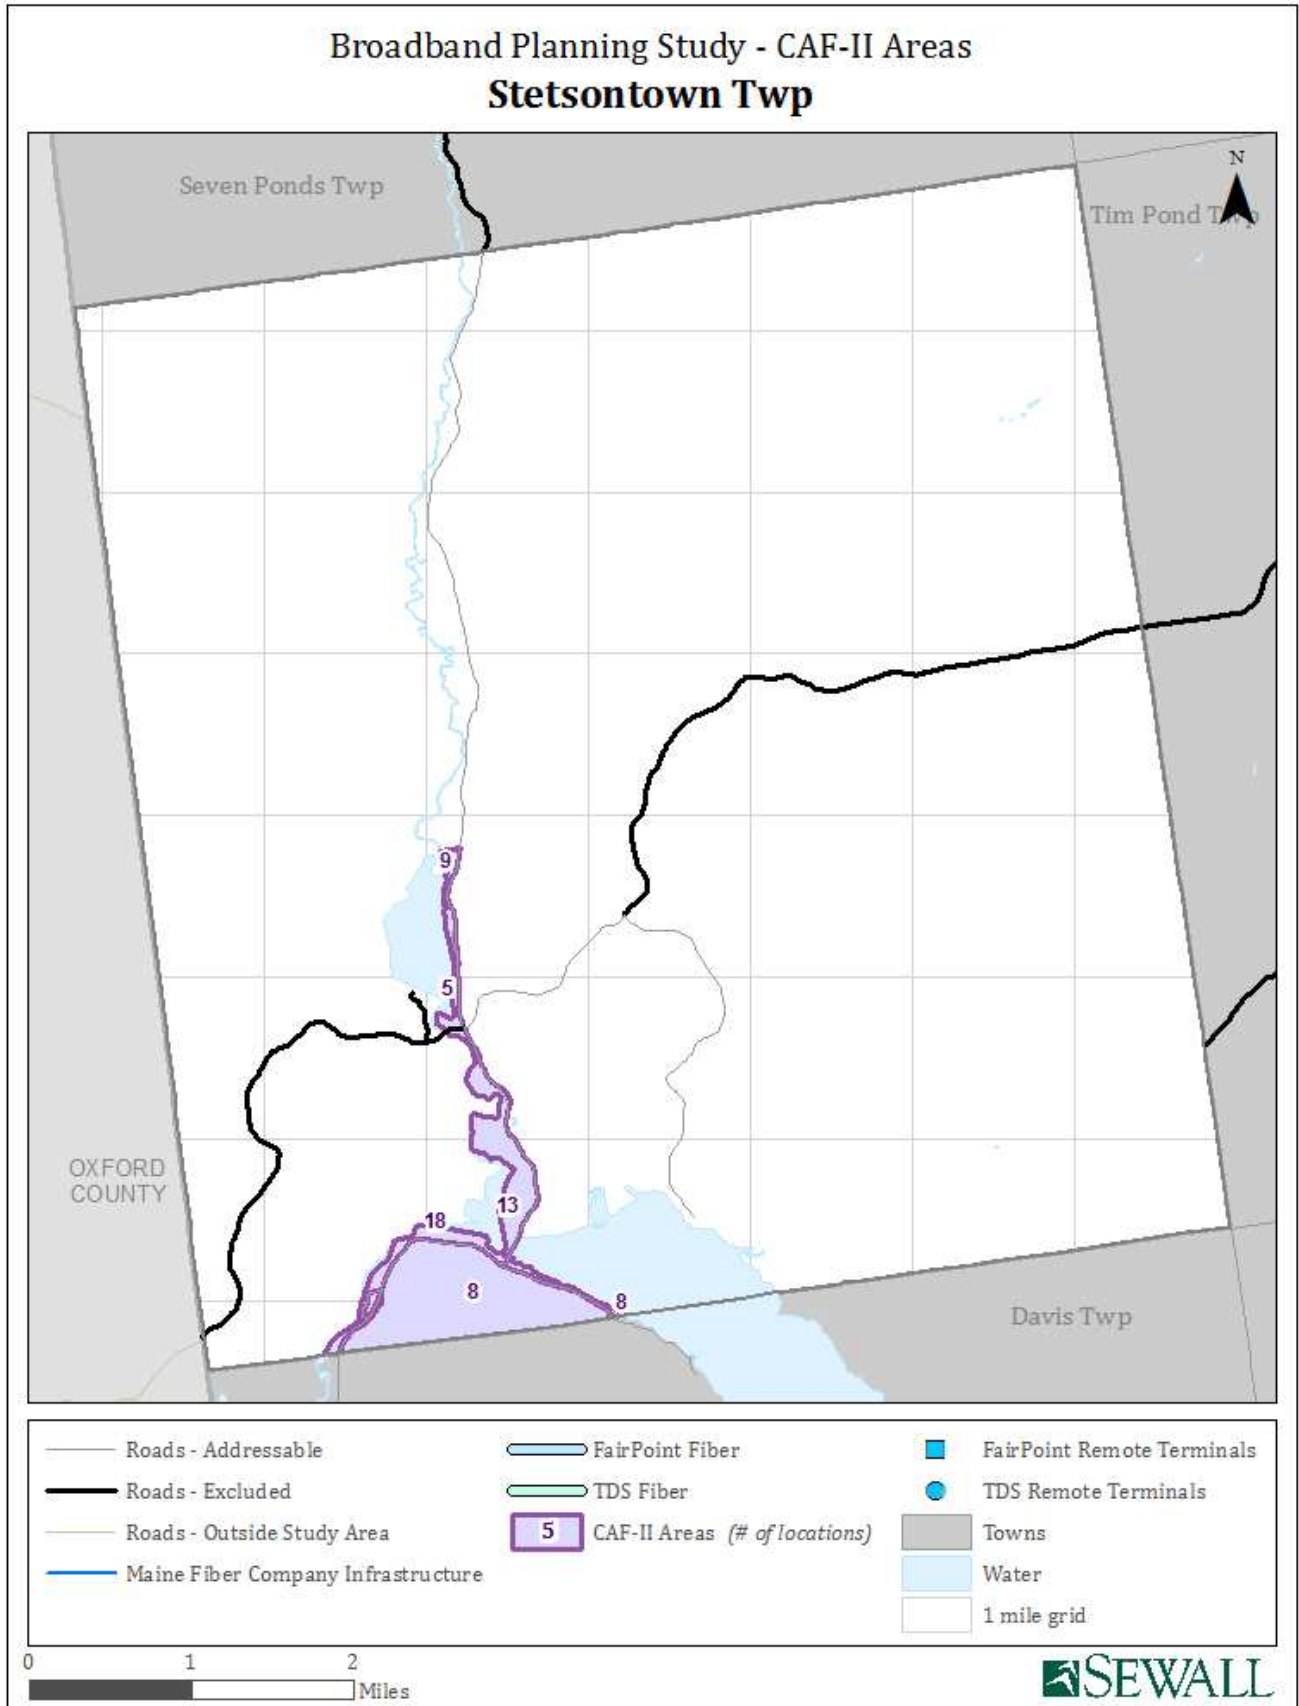 Broadband Planning Study - CAF-II Areas
Stetsontown Twp
Seven Ponds Twp
N
Tim Pond Twp
9
5
OXFORD
COUNTY
13
18
8
8
Davis Twp
Roads - Addressable
Roads - Excluded
Roads - Outside Study Area
Maine Fiber Company Infrastructure
FairPoint Fiber
TDS Fiber
5 CAF-II Areas (# of locations)
FairPoint Remote Terminals
TDS Remote Terminals
Towns
Water
1 mile grid
0 1 2
Miles
SEWALL